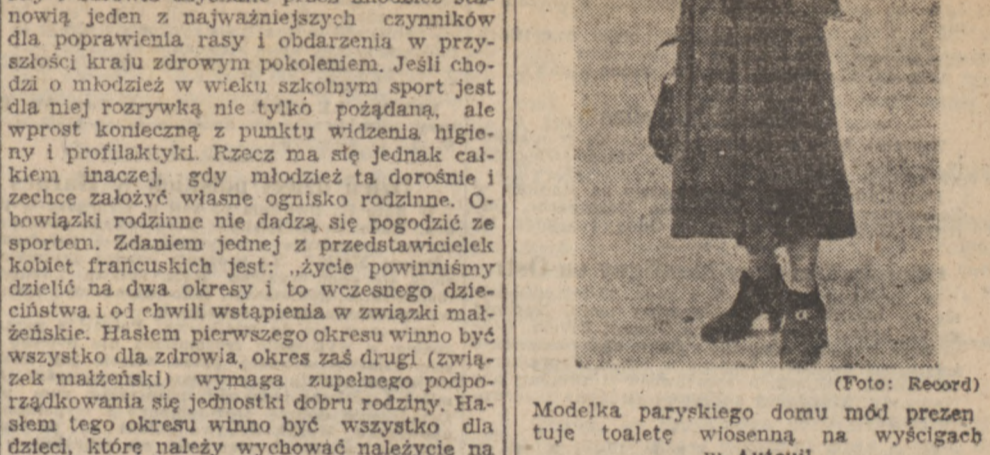 nowią jeden z najważniejszych czynników
dla poprawienia rasy i obdarzenia w przy-
szłości kraju zdrowym pokoleniem. Jeśli cho-
dzi o młodzież w wieku szkolnym sport jest
dla niej rozrywką nie tylko pożądaną, ale
wprost konieczną z punktu widzenia higie-
ny i profilaktyki. Rzecz ma się jednak cał-
kiem inaczej, gdy młodzież ta dorośnie i
zechce założyć własne ognisko rodzinne. O-
bowiązki rodzinne nie dadzą się pogodzić ze
sportem. Zdaniem jednej z przedstawicielek
kobiet francuskich jest: „życie powinniśmy
dzielić na dwa okresy i to wczesnego dzie-
ciństwa i od chwili wstąpienia w związki mał-
żeńskie. Hasłem pierwszego okresu winno być
wszystko dla zdrowia, okres zaś drugi (zwią-
zek małżeński) wymaga zupełnego podpo-
rządkowania się jednostki dobru rodziny. Ha-
słem tego okresu winno być wszystko dla
dzieci, które należy wychować należycie na
(Foto: Record)
Modelka paryskiego domu mód prezen
tuje toaletę wiosenną na wyścigach
w Auteuil